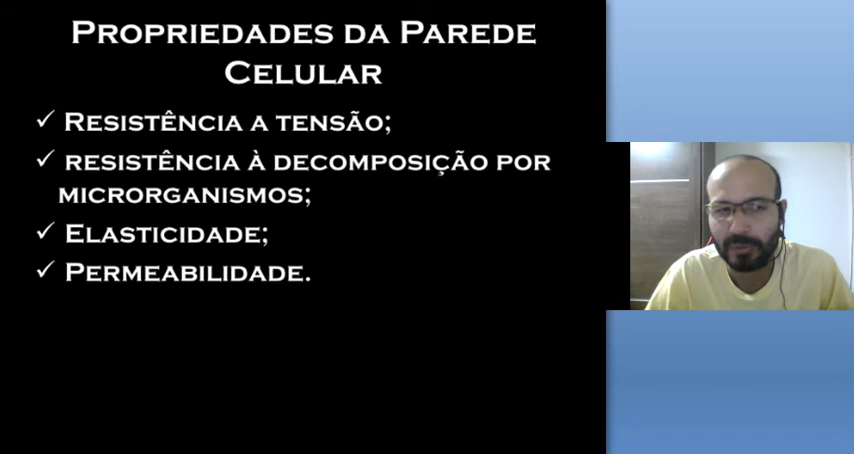 PROPRIEDADES DA PAREDE
CELULAR
✓ RESISTÊNCIA A TENSÃO;
✓ RESISTÊNCIA À DECOMPOSIÇÃO POR
MICRORGANISMOS;
✓ ELASTICIDADE;
✓ PERMEABILIDADE.